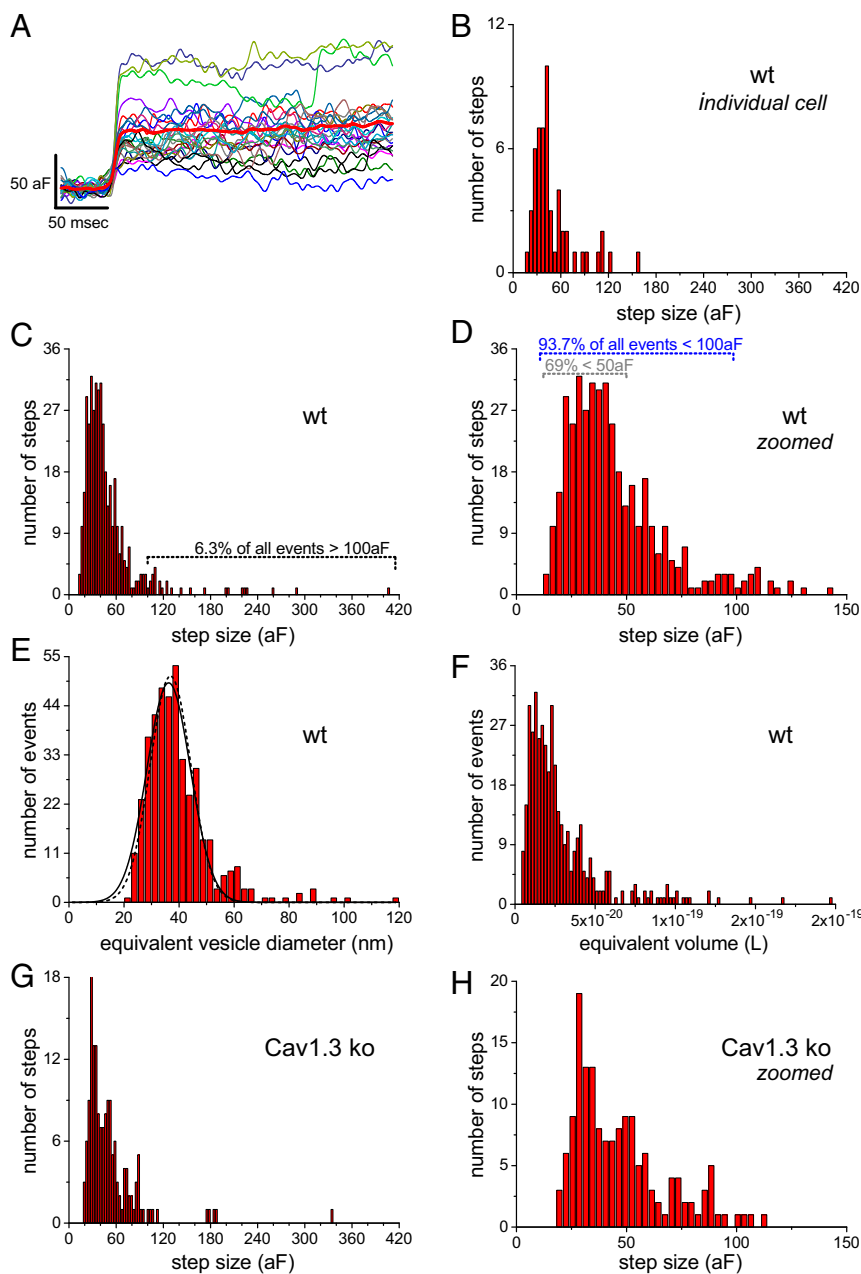 A
50 aF
50 msec
B
wt
individual cell
number of steps
12
6
0
0 60 120 180 240 300 360 420
step size (aF)
C
wt
6.3% of all events > 100aF
number of steps
36
27
18
9
0
0 60 120 180 240 300 360 420
step size (aF)
D
93.7% of all events < 100aF
69% < 50aF
wt
zoomed
number of steps
36
27
18
9
0
0 50 100 150
step size (aF)
E
wt
number of events
55
44
33
22
11
0
0 20 40 60 80 100 120
equivalent vesicle diameter (nm)
F
wt
number of events
36
27
18
9
0
0 5x10⁻²⁰ 1x10⁻¹⁹ 2x10⁻¹⁹ 2x10⁻¹⁹
equivalent volume (L)
G
Cav1.3 ko
number of steps
18
12
6
0
0 60 120 180 240 300 360 420
step size (aF)
H
Cav1.3 ko
zoomed
number of steps
20
15
10
5
0
0 50 100 150
step size (aF)